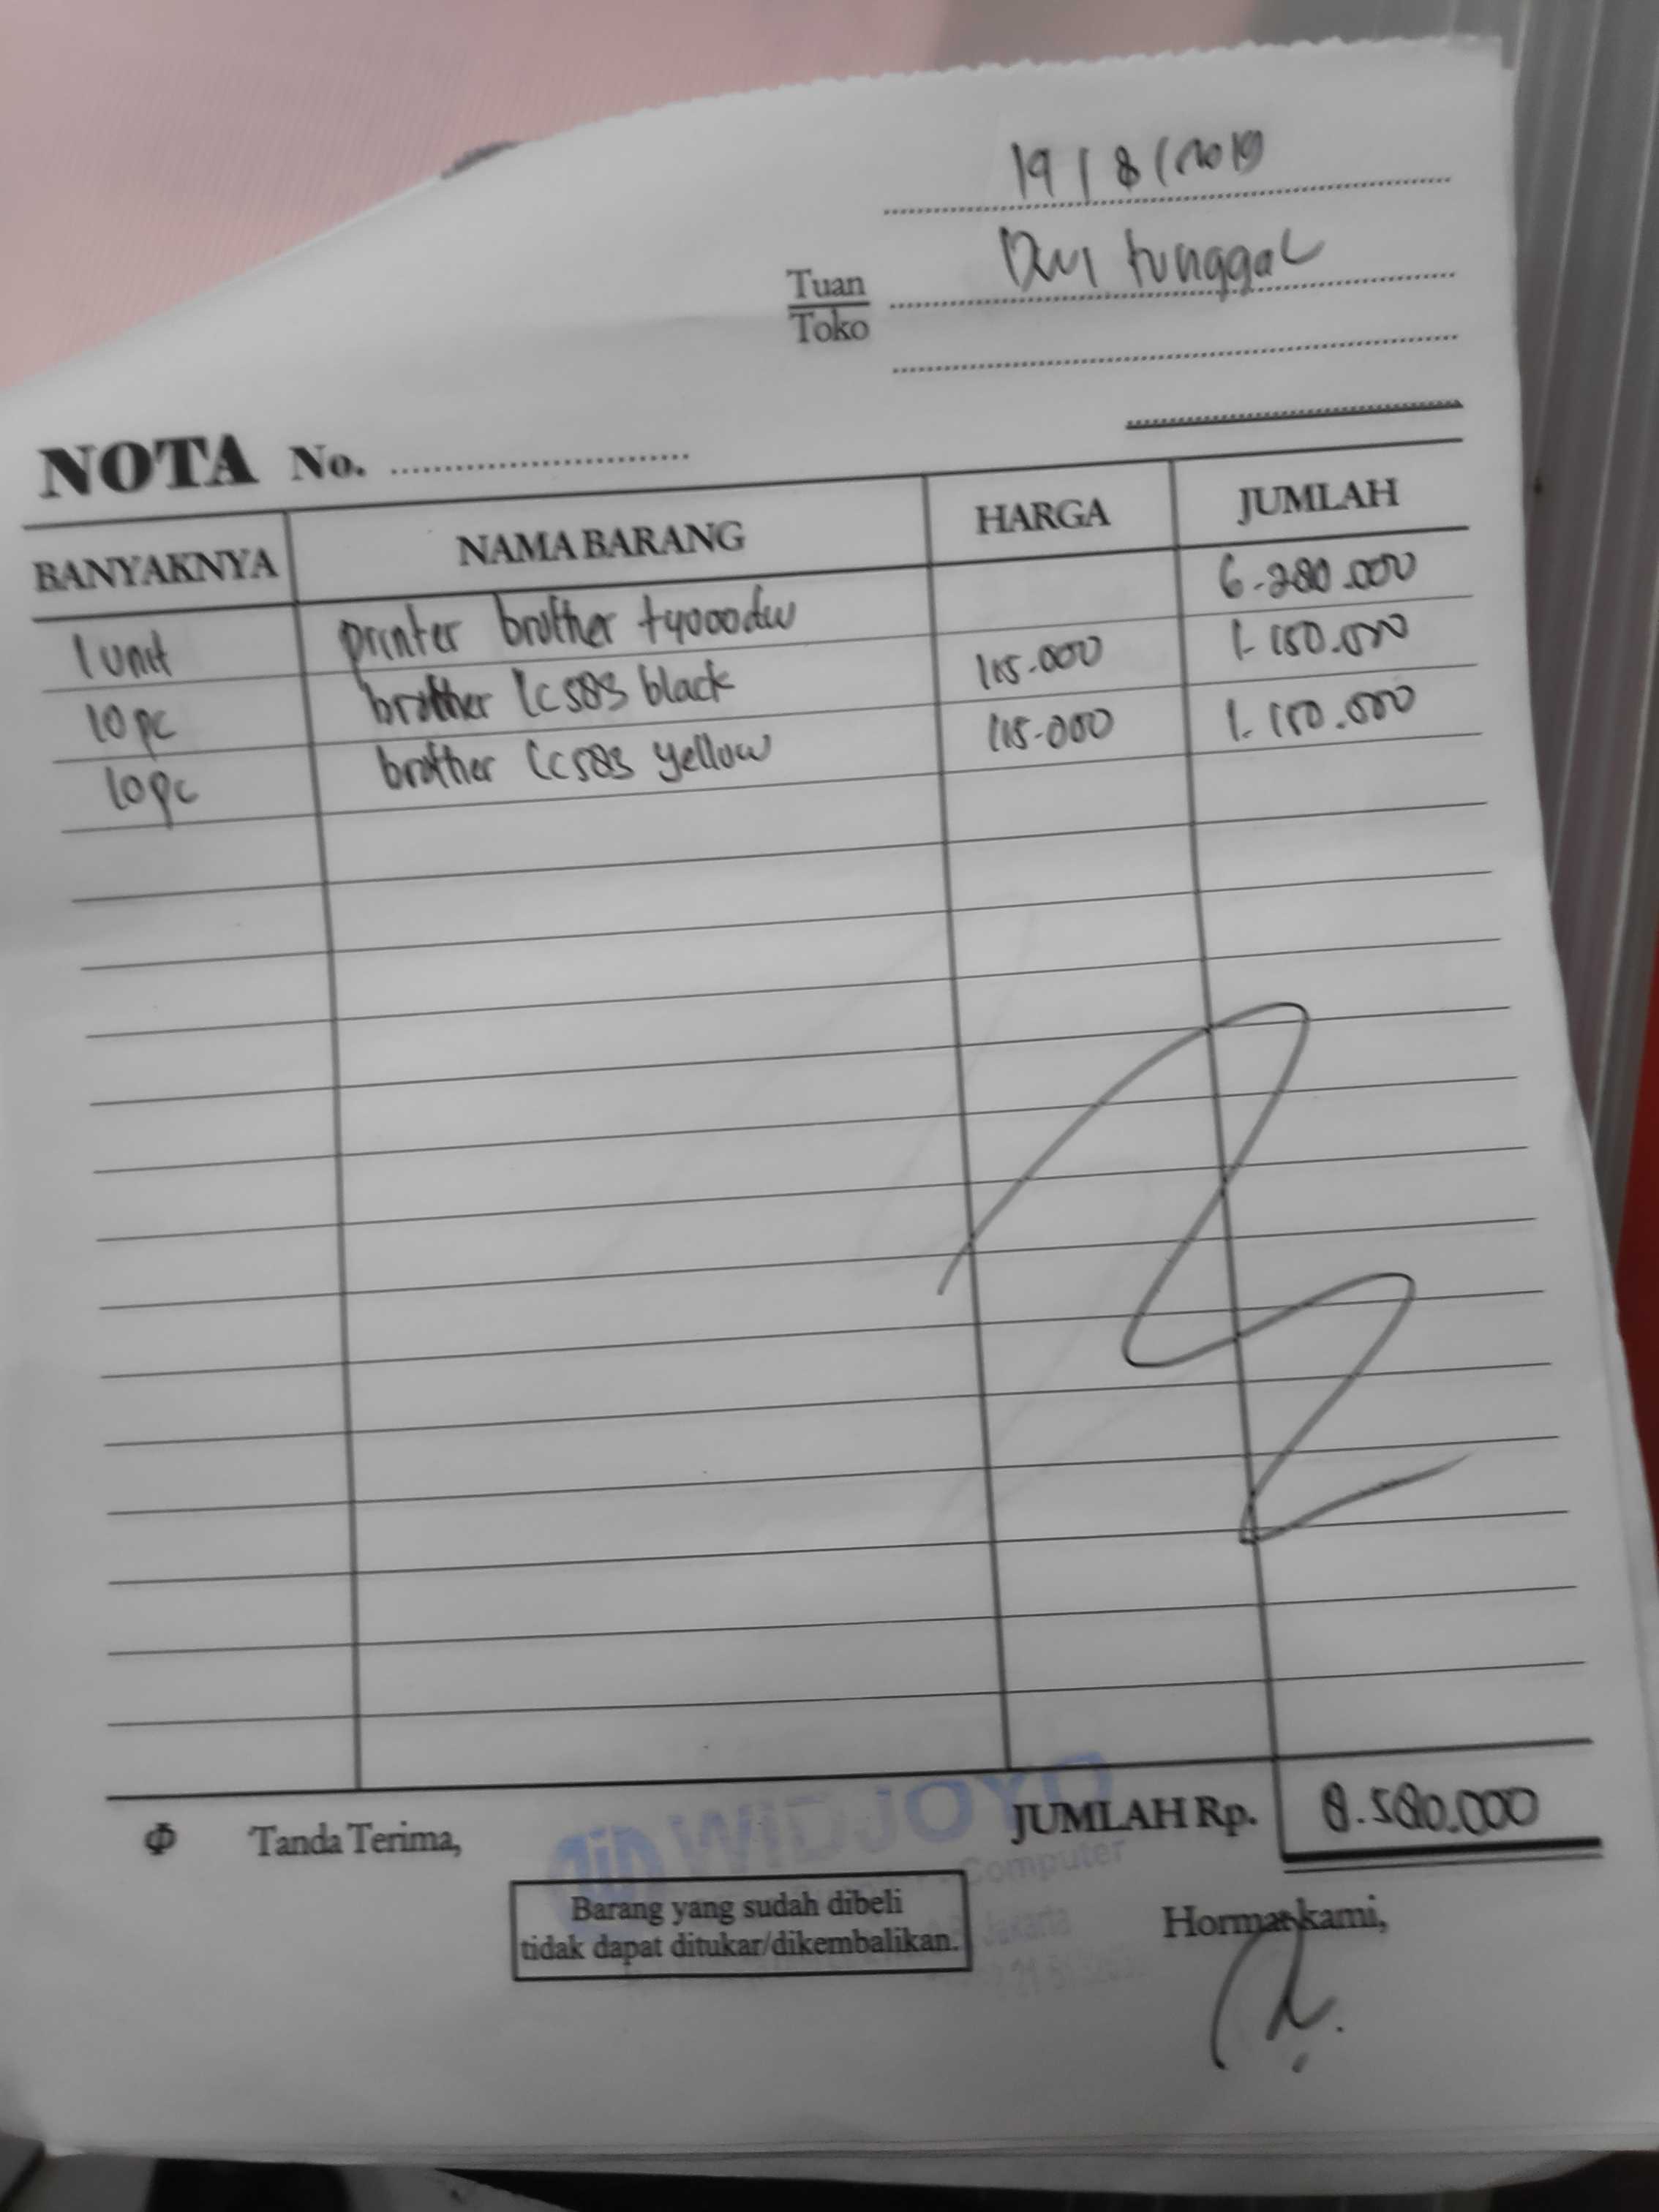 19/8/2019
Tuan Dwi tunggal
Toko
NOTA No.
BANYAKNYA NAMA BARANG HARGA JUMLAH
1 unit printer brother t4000dw 6.280.000
10 pc brother lc583 black 115.000 1.150.000
10 pc brother lc583 yellow 115.000 1.150.000
Tanda Terima, JUMLAH Rp. 8.580.000
WIDJOYO
Computer
Barang yang sudah dibeli
tidak dapat ditukar/dikembalikan.
Jakarta
Hormat kami,